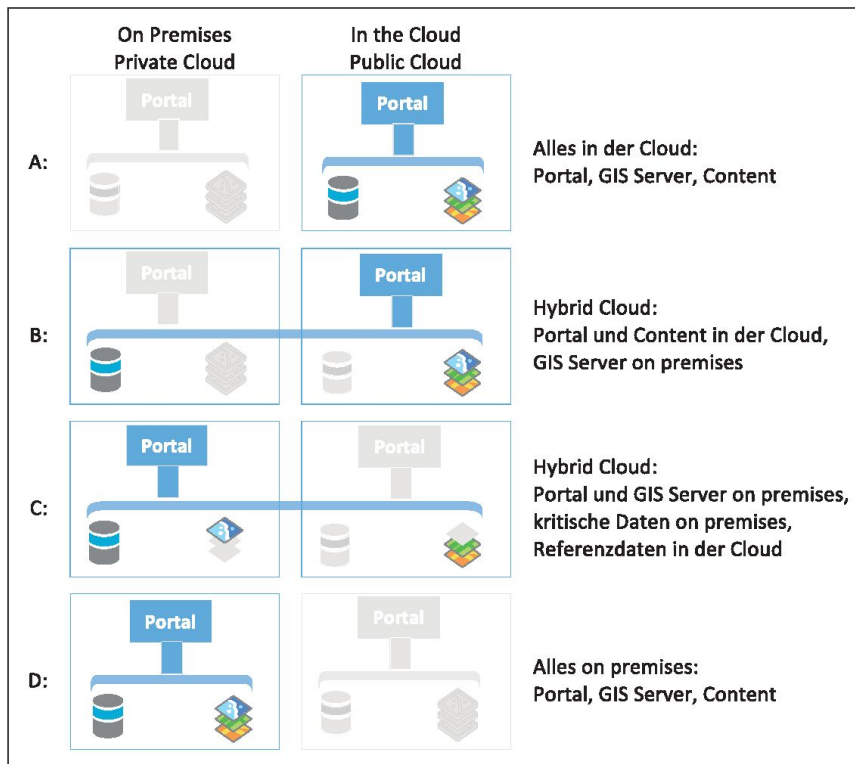 On Premises
Private Cloud
In the Cloud
Public Cloud
A:
Portal
Portal
Alles in der Cloud:
Portal, GIS Server, Content
B:
Portal
Portal
Hybrid Cloud:
Portal und Content in der Cloud,
GIS Server on premises
C:
Portal
Portal
Hybrid Cloud:
Portal und GIS Server on premises,
kritische Daten on premises,
Referenzdaten in der Cloud
D:
Portal
Portal
Alles on premises:
Portal, GIS Server, Content